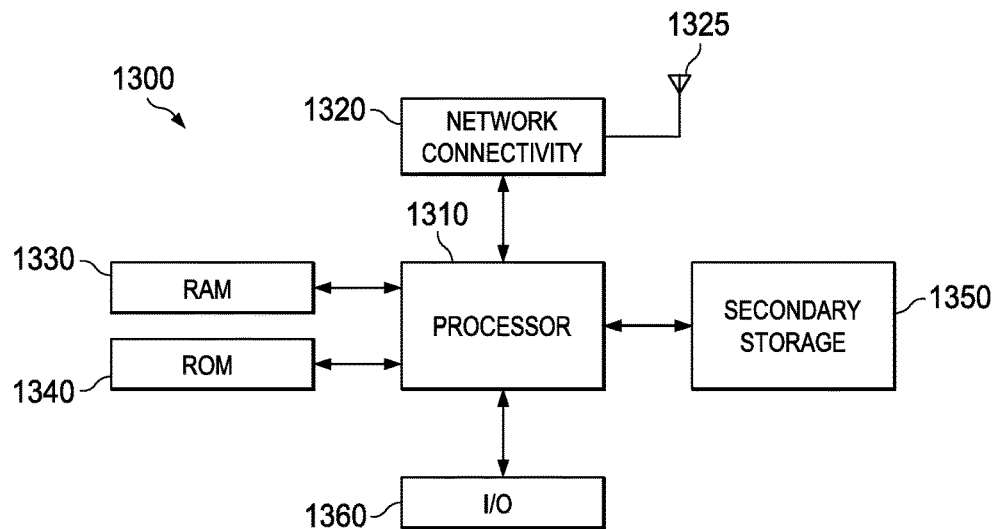 1325
1300
1320
NETWORK
CONNECTIVITY
1310
1330
RAM
PROCESSOR
SECONDARY
STORAGE
1350
ROM
1340
I/O
1360